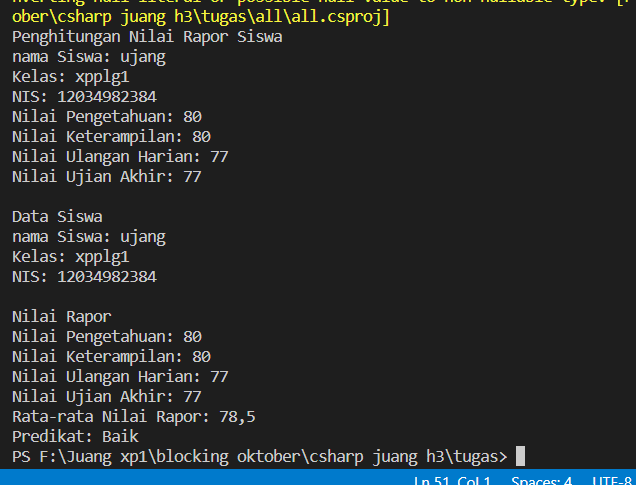 nverting null literal or possible null value to non-nullable type. [F
ober\csharp juang h3\tugas\all\all.csproj]
Penghitungan Nilai Rapor Siswa
nama Siswa: ujang
Kelas: xpplg1
NIS: 12034982384
Nilai Pengetahuan: 80
Nilai Keterampilan: 80
Nilai Ulangan Harian: 77
Nilai Ujian Akhir: 77
Data Siswa
nama Siswa: ujang
Kelas: xpplg1
NIS: 12034982384
Nilai Rapor
Nilai Pengetahuan: 80
Nilai Keterampilan: 80
Nilai Ulangan Harian: 77
Nilai Ujian Akhir: 77
Rata-rata Nilai Rapor: 78,5
Predikat: Baik
PS F:\Juang xp1\blocking oktober\csharp juang h3\tugas>
Ln 51, Col 1 Spaces: 4 UTF-8